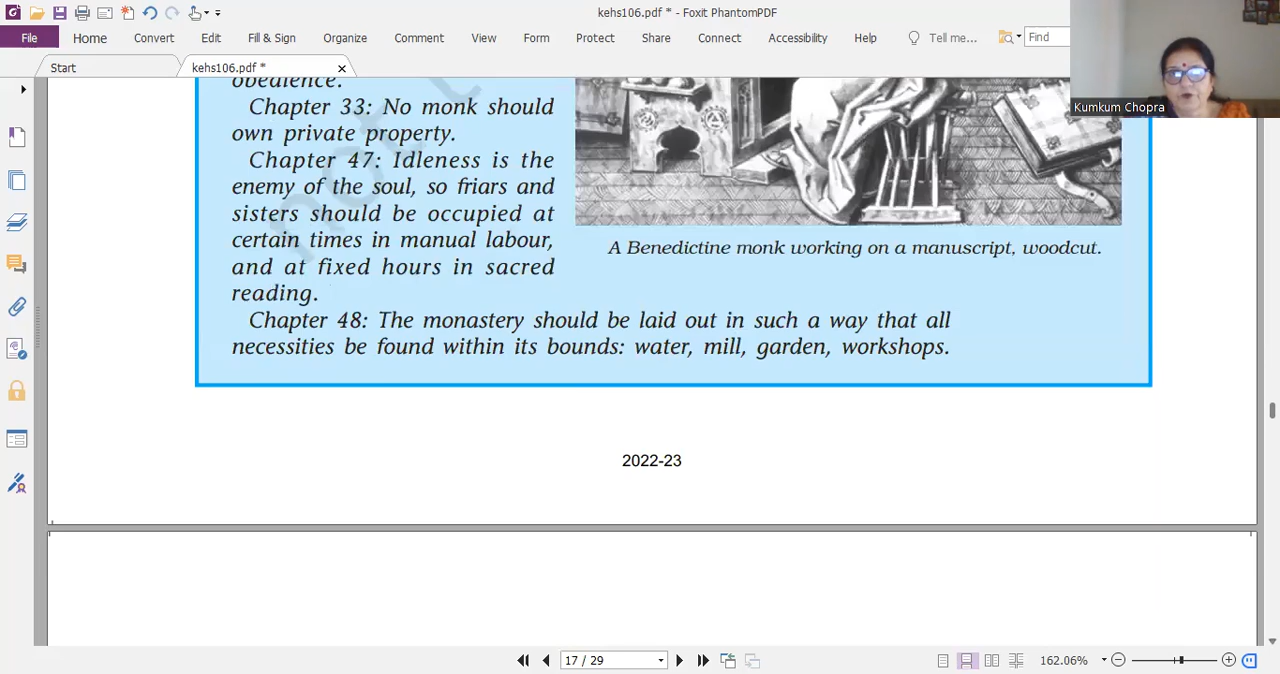 kehs106.pdf * - Foxit PhantomPDF
File Home Convert Edit Fill & Sign Organize Comment View Form Protect Share Connect Accessibility Help Tell me... Find
Start kehs106.pdf *
Kumkum Chopra
obedience.
Chapter 33: No monk should
own private property.
Chapter 47: Idleness is the
enemy of the soul, so friars and
sisters should be occupied at
certain times in manual labour,
and at fixed hours in sacred
reading.
A Benedictine monk working on a manuscript, woodcut.
Chapter 48: The monastery should be laid out in such a way that all
necessities be found within its bounds: water, mill, garden, workshops.
2022-23
17 / 29
162.06%